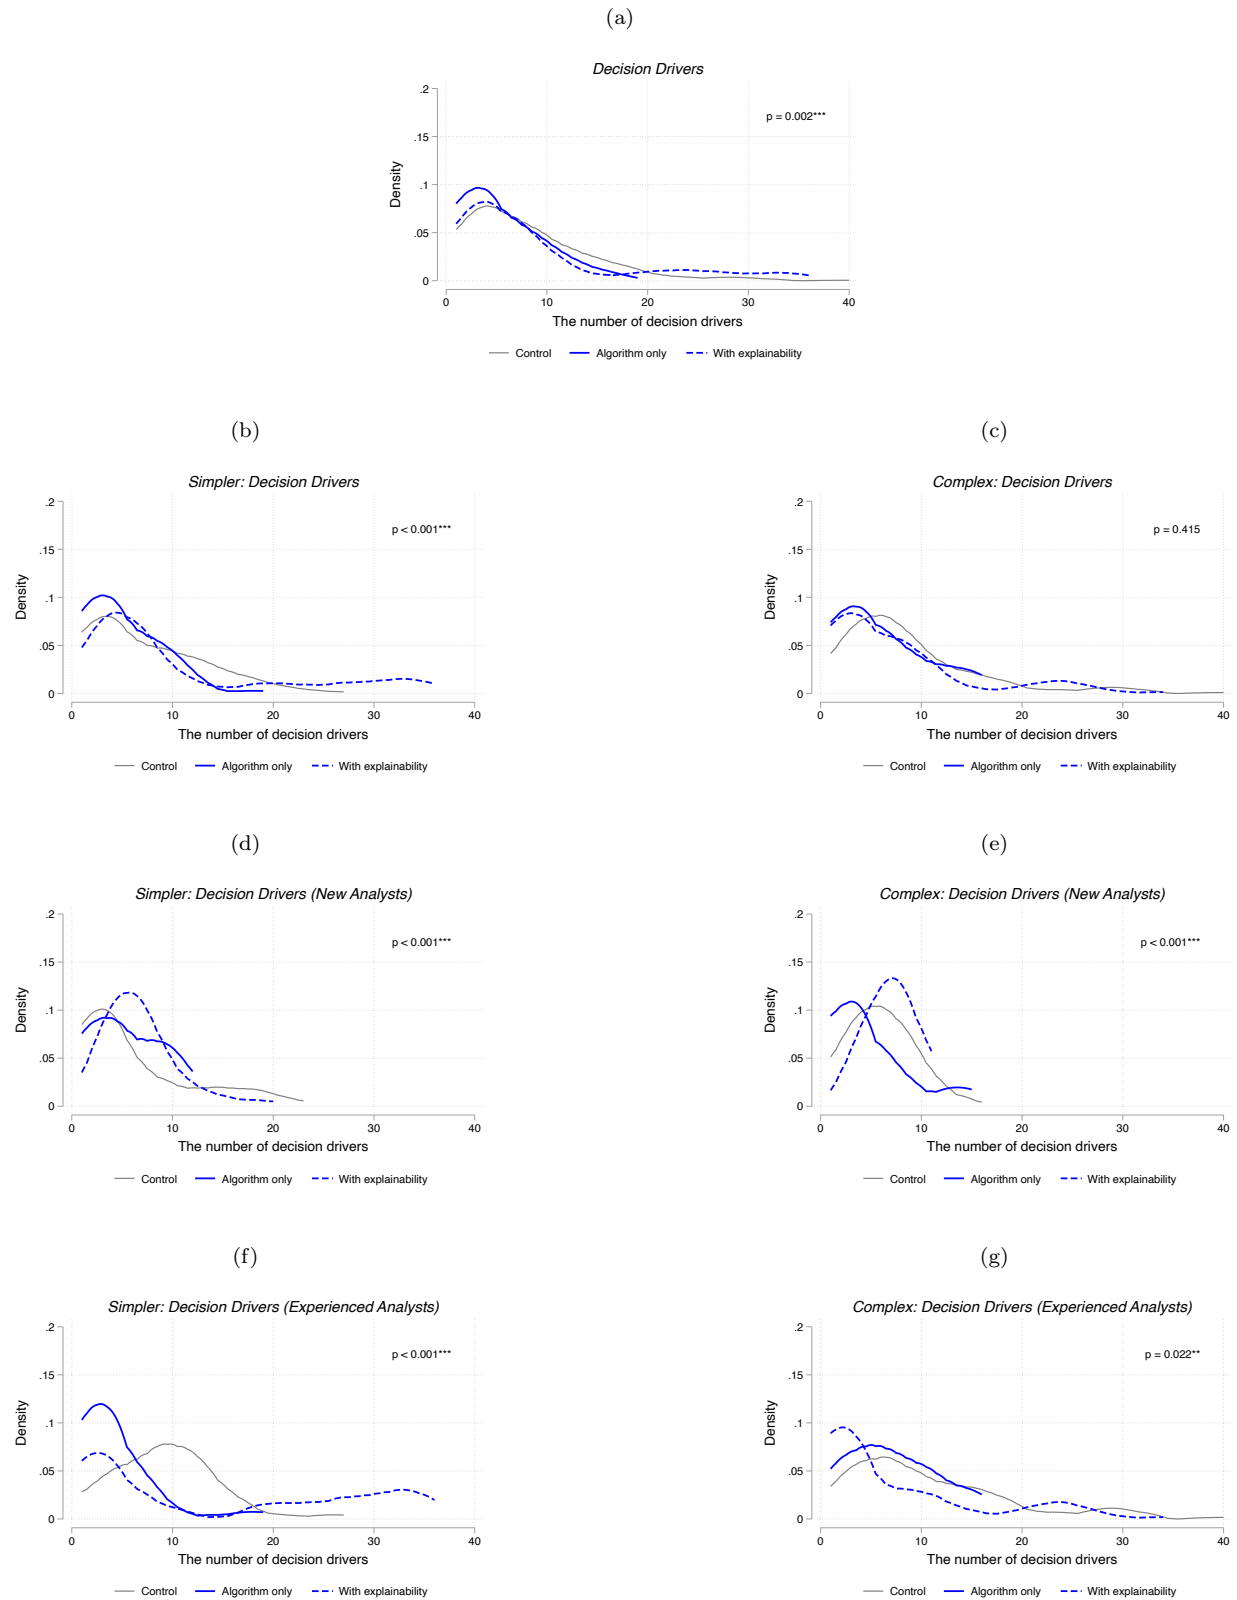 (a)
Decision Drivers
p = 0.002***
.2
.15
.1
.05
0
Density
0 10 20 30 40
The number of decision drivers
Control Algorithm only With explainability
(b)
Simpler: Decision Drivers
p < 0.001***
.2
.15
.1
.05
0
Density
0 10 20 30 40
The number of decision drivers
Control Algorithm only With explainability
(c)
Complex: Decision Drivers
p = 0.415
.2
.15
.1
.05
0
Density
0 10 20 30 40
The number of decision drivers
Control Algorithm only With explainability
(d)
Simpler: Decision Drivers (New Analysts)
p < 0.001***
.2
.15
.1
.05
0
Density
0 10 20 30 40
The number of decision drivers
Control Algorithm only With explainability
(e)
Complex: Decision Drivers (New Analysts)
p < 0.001***
.2
.15
.1
.05
0
Density
0 10 20 30 40
The number of decision drivers
Control Algorithm only With explainability
(f)
Simpler: Decision Drivers (Experienced Analysts)
p < 0.001***
.2
.15
.1
.05
0
Density
0 10 20 30 40
The number of decision drivers
Control Algorithm only With explainability
(g)
Complex: Decision Drivers (Experienced Analysts)
p = 0.022**
.2
.15
.1
.05
0
Density
0 10 20 30 40
The number of decision drivers
Control Algorithm only With explainability